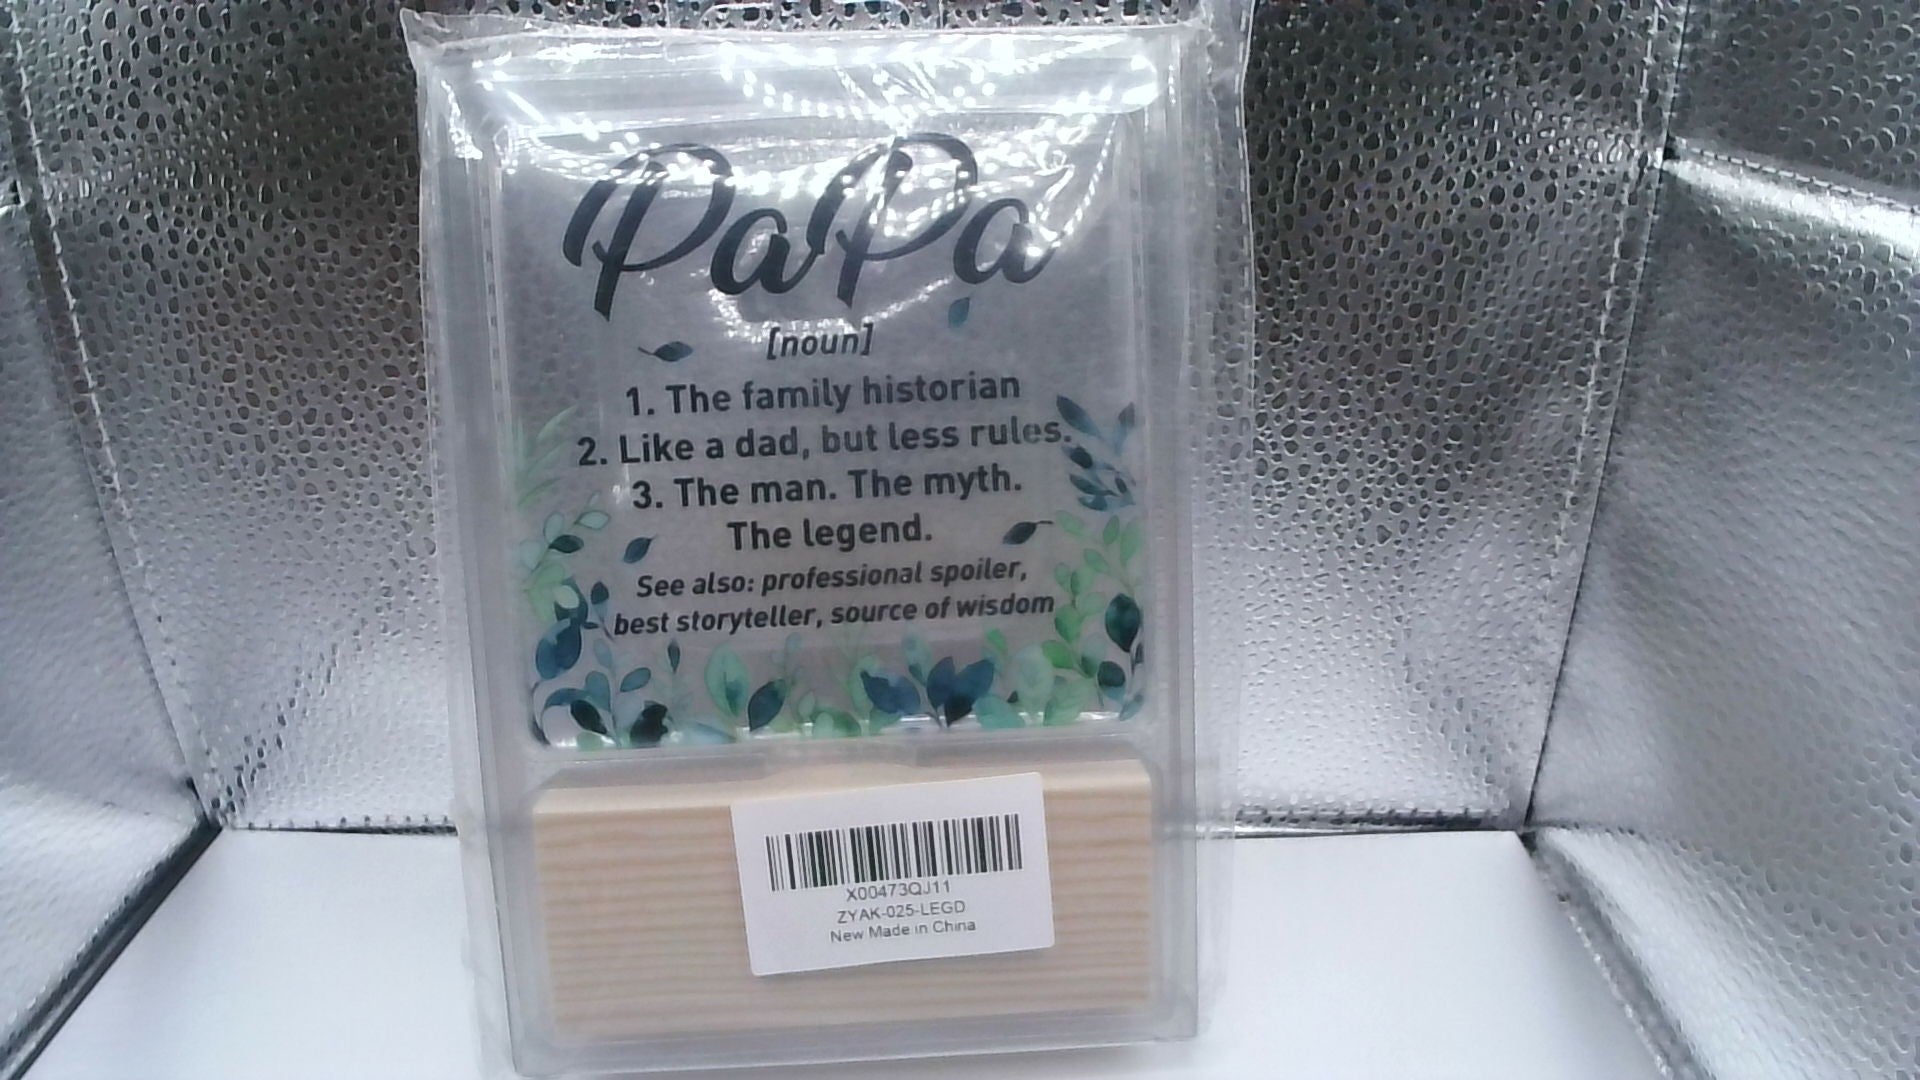 PaPa
[noun]
1. The family historian
2. Like a dad, but less rules.
3. The man. The myth.
The legend.
See also: professional spoiler,
best storyteller, source of wisdom
X00473QJ11
ZYAK-025-LEGD
New Made in China